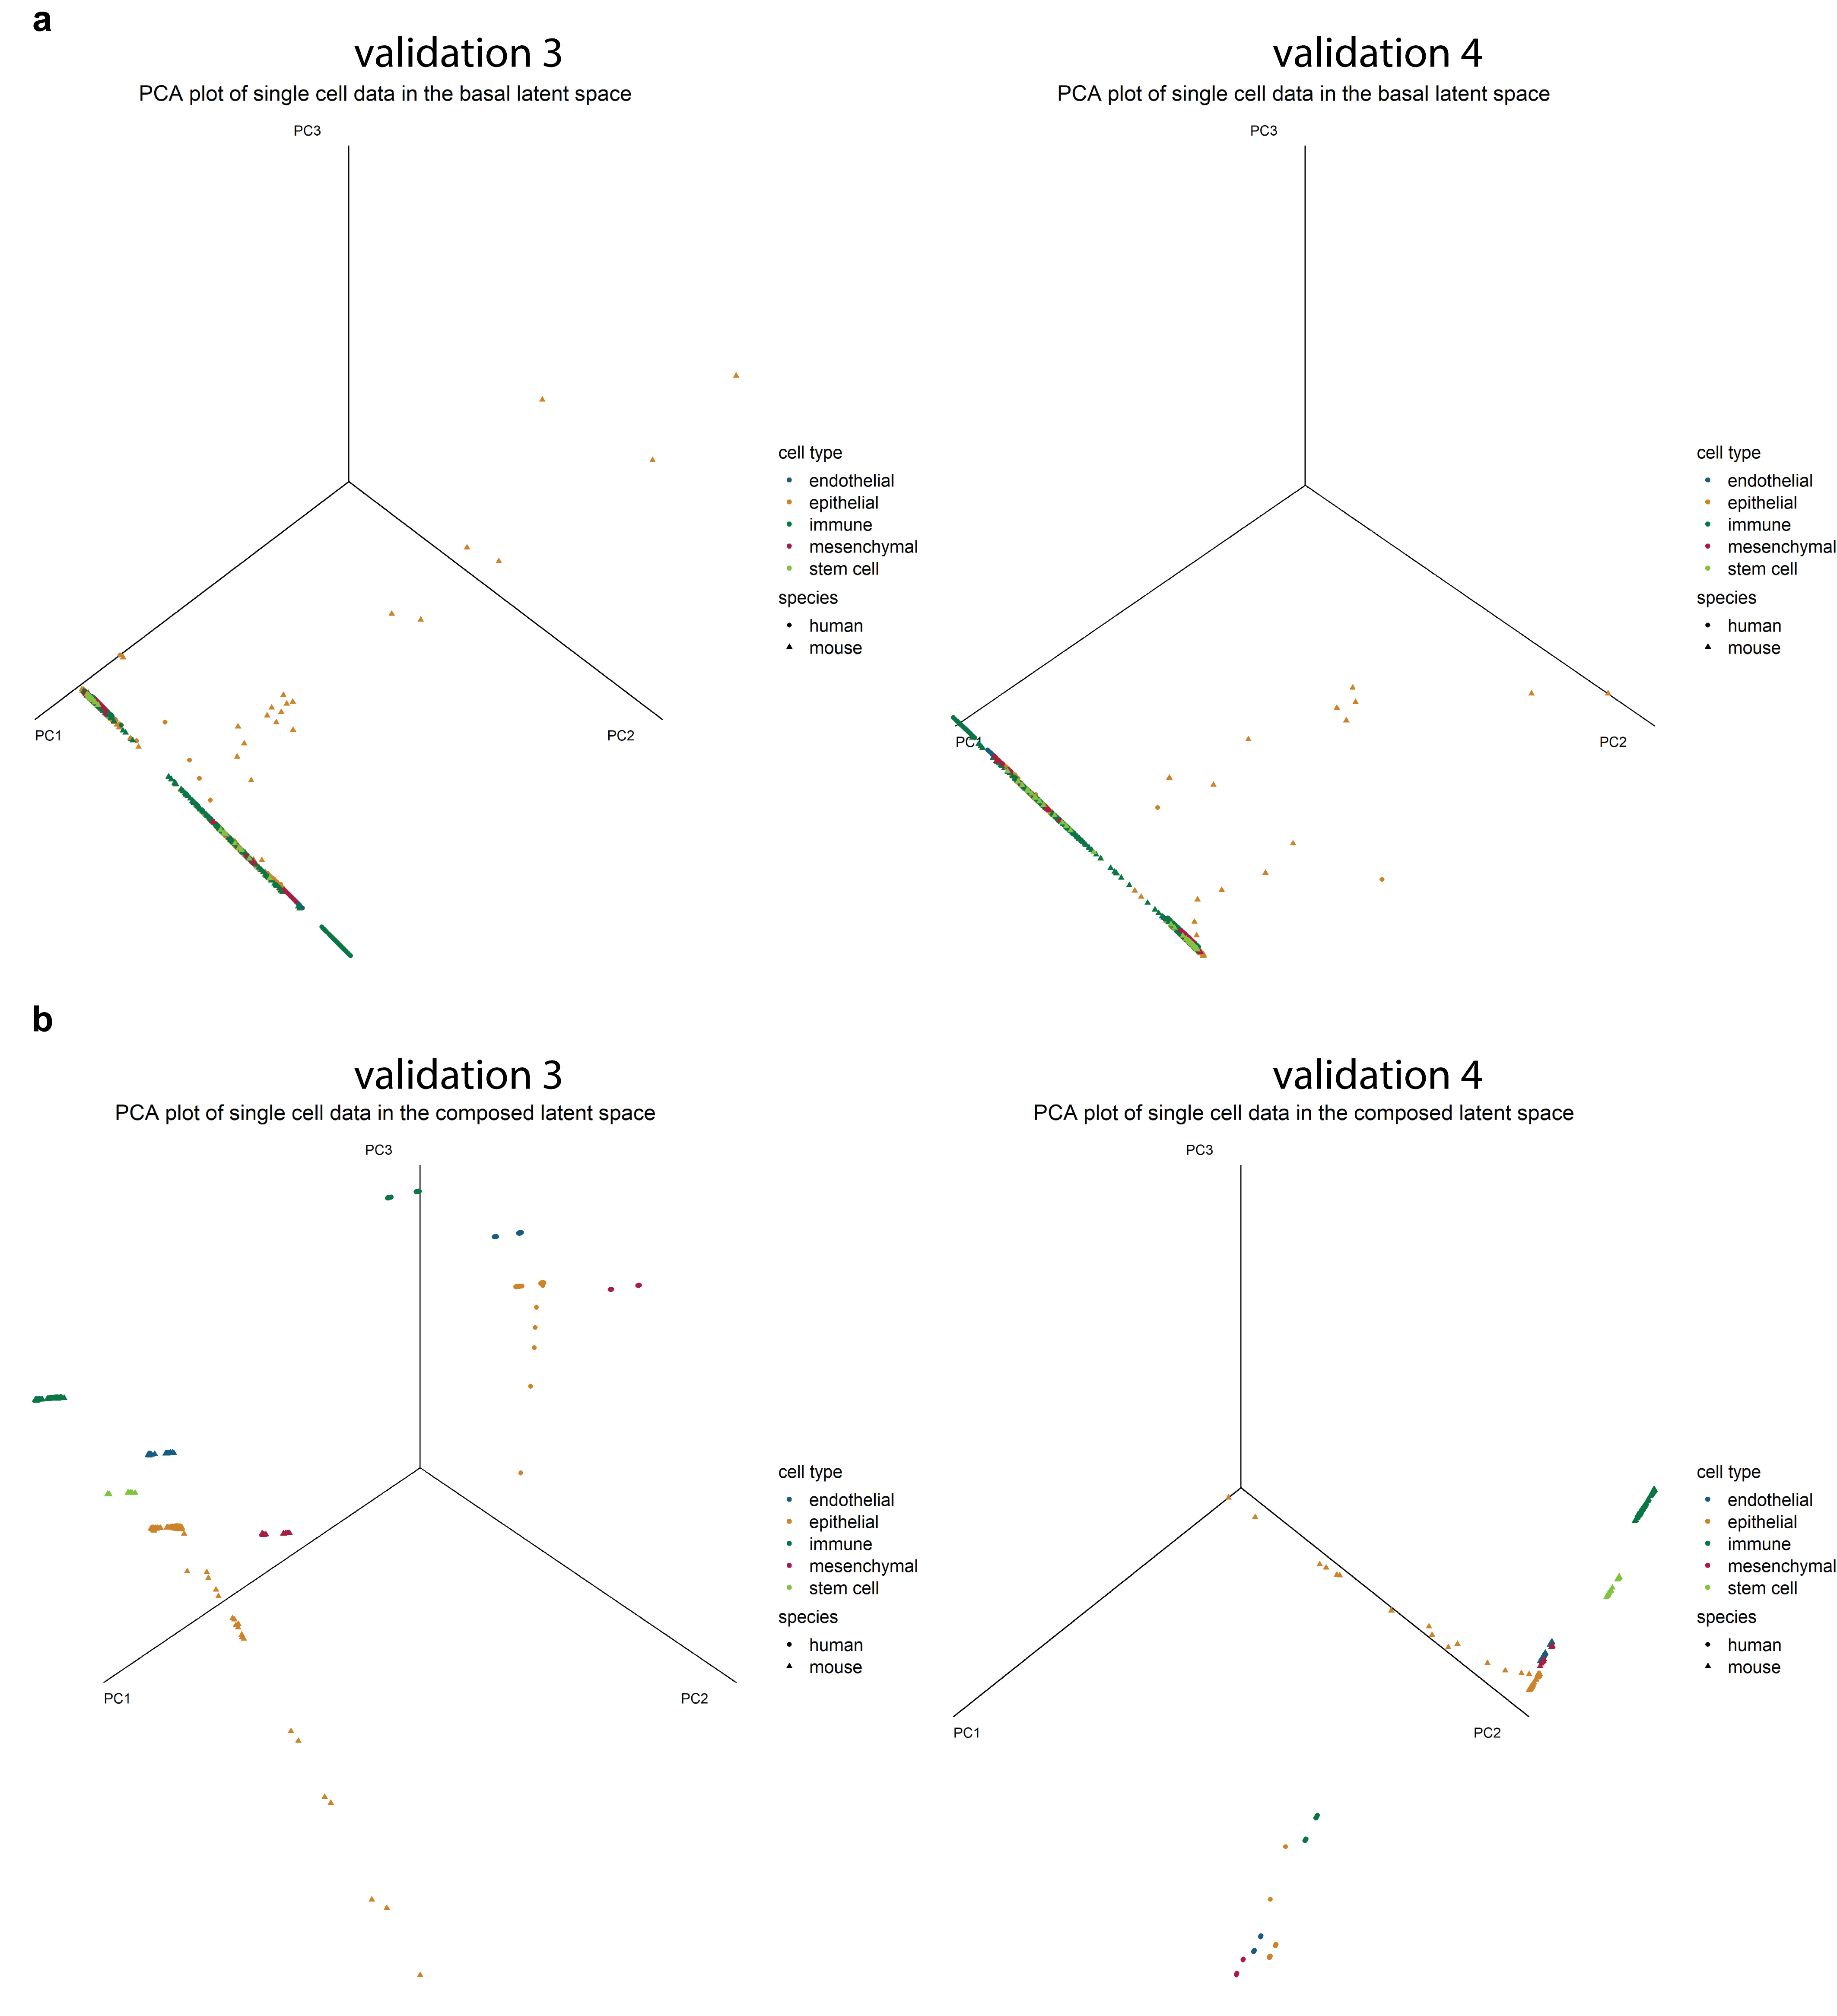 a
validation 3
PCA plot of single cell data in the basal latent space
PC3
PC1
PC2
cell type
endothelial
epithelial
immune
mesenchymal
stem cell
species
human
mouse
validation 4
PCA plot of single cell data in the basal latent space
PC3
PC1
PC2
cell type
endothelial
epithelial
immune
mesenchymal
stem cell
species
human
mouse
b
validation 3
PCA plot of single cell data in the composed latent space
PC3
PC1
PC2
cell type
endothelial
epithelial
immune
mesenchymal
stem cell
species
human
mouse
validation 4
PCA plot of single cell data in the composed latent space
PC3
PC1
PC2
cell type
endothelial
epithelial
immune
mesenchymal
stem cell
species
human
mouse